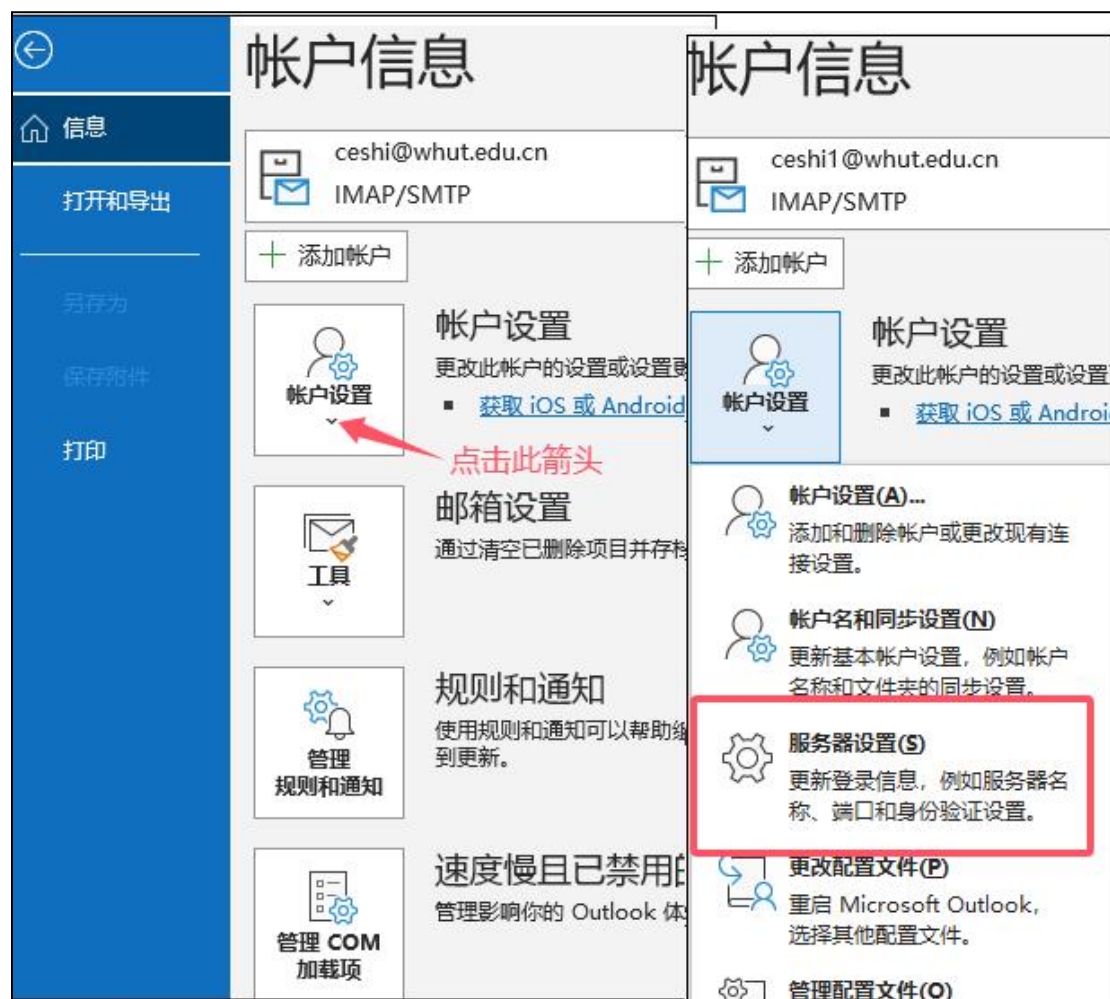 信息
打开和导出
另存为
保存附件
打印
帐户信息
ceshi@whut.edu.cn
IMAP/SMTP
添加帐户
帐户设置
帐户设置
更改此帐户的设置或设置更
获取 iOS 或 Android
点击此箭头
工具
邮箱设置
通过清空已删除项目并存档
管理
规则和通知
规则和通知
使用规则和通知可以帮助编
到更新。
管理 COM
加载项
速度慢且已禁用的
管理影响你的 Outlook 体
帐户信息
ceshi1@whut.edu.cn
IMAP/SMTP
添加帐户
帐户设置
帐户设置
更改此帐户的设置或设置
获取 iOS 或 Androi
帐户设置(A)...
添加和删除帐户或更改现有连
接设置。
帐户名和同步设置(N)
更新基本帐户设置，例如帐户
名称和文件夹的同步设置。
服务器设置(S)
更新登录信息，例如服务器名
称、端口和身份验证设置。
更改配置文件(P)
重启 Microsoft Outlook，
选择其他配置文件。
管理配置文件(O)